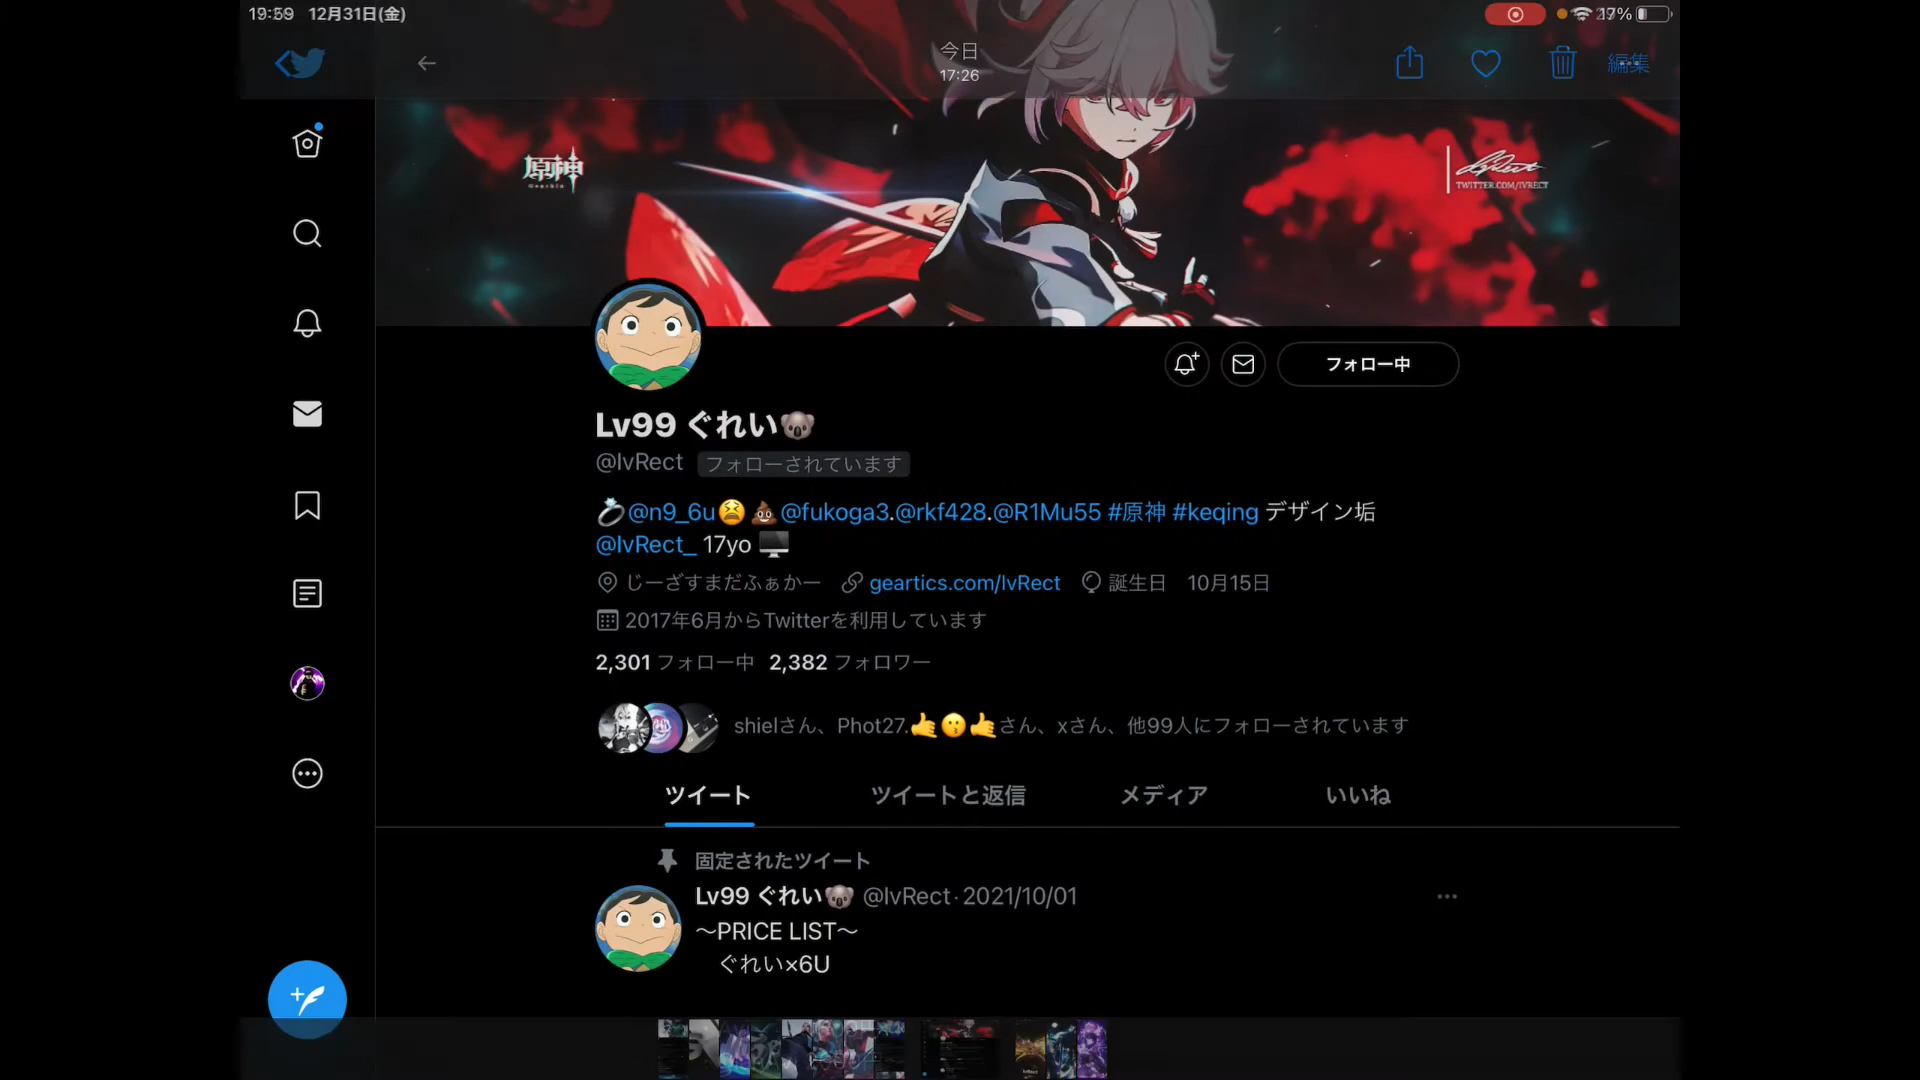 19:59 12月31日(金)
17%
今日
17:26
編集
原神
Genshin
TWITTER.COM/lVRECT
フォロー中
Lv99 ぐれい🐨
@lvRect フォローされています
💍@n9_6u😫💩@fukoga3.@rkf428.@R1Mu55 #原神 #keqing デザイン垢
@lvRect_ 17yo 🖥️
じーざすまだふぁかー geartics.com/lvRect 誕生日 10月15日
2017年6月からTwitterを利用しています
2,301 フォロー中 2,382 フォロワー
shielさん、Phot27.🤙😗🤙さん、xさん、他99人にフォローされています
ツイート ツイートと返信 メディア いいね
固定されたツイート
Lv99 ぐれい🐨 @lvRect · 2021/10/01
〜PRICE LIST〜
ぐれい×6U